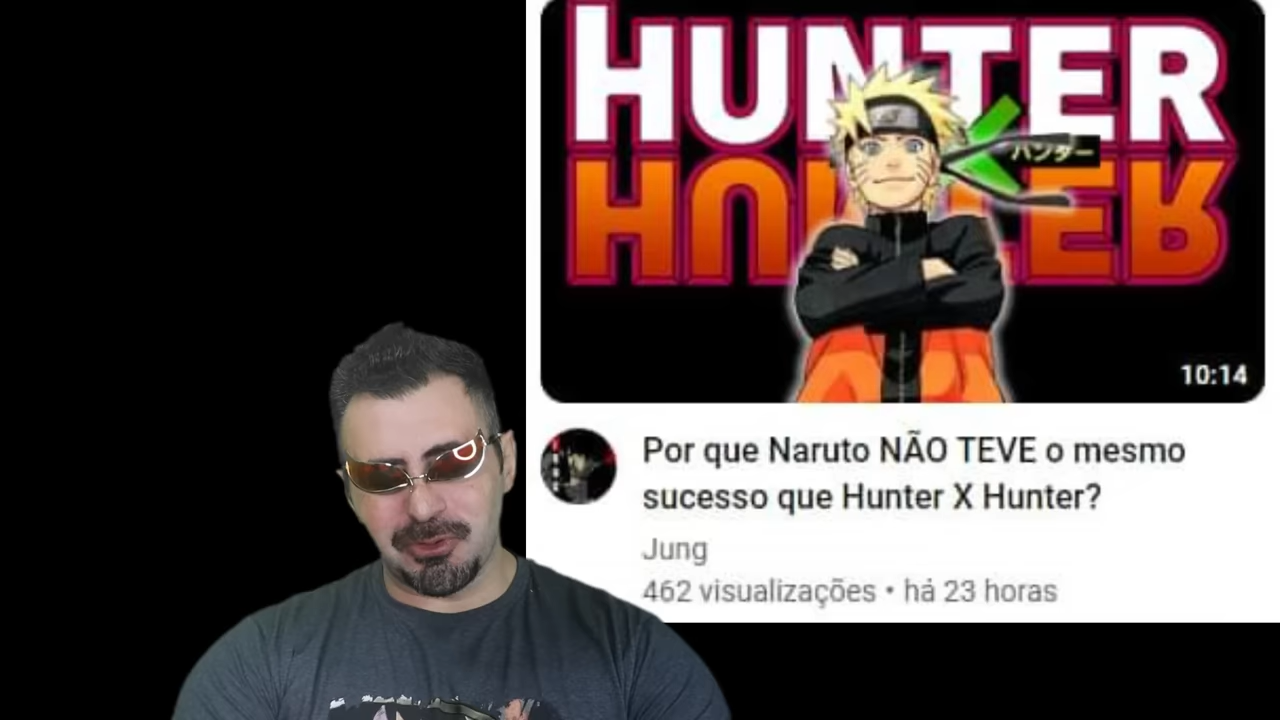 HUNTER
ハンター
HUNTER
10:14
Por que Naruto NÃO TEVE o mesmo
sucesso que Hunter X Hunter?
Jung
462 visualizações • há 23 horas